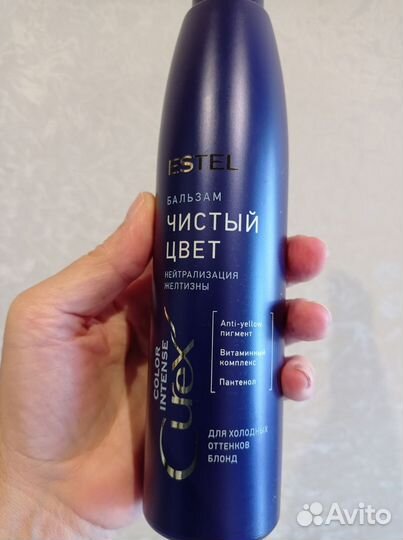 ESTEL
БАЛЬЗАМ
ЧИСТЫЙ
ЦВЕТ
НЕЙТРАЛИЗАЦИЯ
ЖЕЛТИЗНЫ
Anti-yellow
пигмент
Витаминный
комплекс
Пантенол
COLOR
INTENSE
Curex
ДЛЯ ХОЛОДНЫХ
ОТТЕНКОВ
БЛОНД
Avito